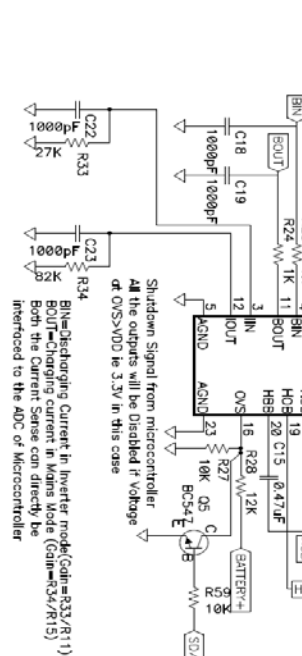 C22
1000pF
R33
27K
C23
1000pF
R34
82K
C18
1000pF
C19
1000pF
BIN
BOUT
R24
1K
4
BIN
11
BOUT
3
IIN
12
IOUT
5
AGND
19
HOB
20
HBB
C15
0.47uF
16
OVS
23
AGND
R27
10K
R28
12K
BATTERY+
Q5
BC547
C
B
E
R59
10K
H
Shutdown Signal from microcontroller
All the outputs will be Disabled if Voltage
at OVS>VDD ie 3.3V in this case
BIN=Discharging Current in Inverter mode(Gain=R33/R11)
BOUT=Charging current in Mains Mode (Gain=R34/R15)
Both the Current Sense can directly be
interfaced to the ADC of Microcontroller